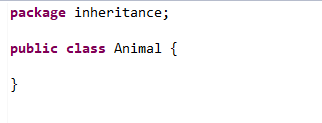 package inheritance;
public class Animal {
}